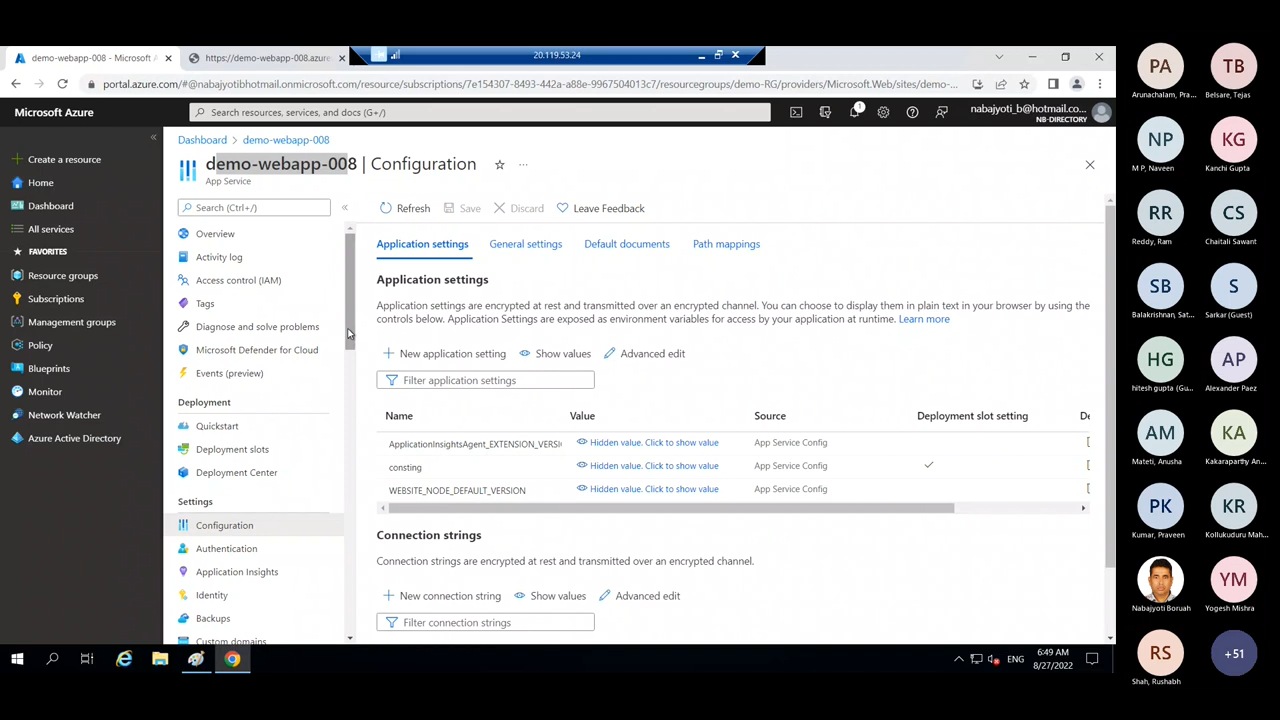 demo-webapp-008 - Microsoft A
https://demo-webapp-008.azure
20.119.53.24
portal.azure.com/#@nabajyotibhotmail.onmicrosoft.com/resource/subscriptions/7e154307-8493-442a-a88e-9967504013c7/resourcegroups/demo-RG/providers/Microsoft.Web/sites/demo-...
Microsoft Azure
Search resources, services, and docs (G+/)
1
nabajyoti_b@hotmail.co...
NB-DIRECTORY
Create a resource
Home
Dashboard
All services
FAVORITES
Resource groups
Subscriptions
Management groups
Policy
Blueprints
Monitor
Network Watcher
Azure Active Directory
Dashboard > demo-webapp-008
demo-webapp-008 | Configuration
App Service
Search (Ctrl+/)
Overview
Activity log
Access control (IAM)
Tags
Diagnose and solve problems
Microsoft Defender for Cloud
Events (preview)
Deployment
Quickstart
Deployment slots
Deployment Center
Settings
Configuration
Authentication
Application Insights
Identity
Backups
Custom domains
Refresh Save Discard Leave Feedback
Application settings General settings Default documents Path mappings
Application settings
Application settings are encrypted at rest and transmitted over an encrypted channel. You can choose to display them in plain text in your browser by using the
controls below. Application Settings are exposed as environment variables for access by your application at runtime. Learn more
New application setting Show values Advanced edit
Filter application settings
Name Value Source Deployment slot setting De
ApplicationInsightsAgent_EXTENSION_VERSI Hidden value. Click to show value App Service Config
consting Hidden value. Click to show value App Service Config
WEBSITE_NODE_DEFAULT_VERSION Hidden value. Click to show value App Service Config
Connection strings
Connection strings are encrypted at rest and transmitted over an encrypted channel.
New connection string Show values Advanced edit
Filter connection strings
ENG
6:49 AM
8/27/2022
PA
Arunachalam, Pra...
TB
Belsare, Tejas
NP
M P, Naveen
KG
Kanchi Gupta
RR
Reddy, Ram
CS
Chaitali Sawant
SB
Balakrishnan, Sat...
S
Sarkar (Guest)
HG
hitesh gupta (Gu...
AP
Alexander Paez
AM
Mateti, Anusha
KA
Kakaraparthy An...
PK
Kumar, Praveen
KR
Kollukuduru Mah...
Nabajyoti Boruah
YM
Yogesh Mishra
RS
Shah, Rushabh
+51